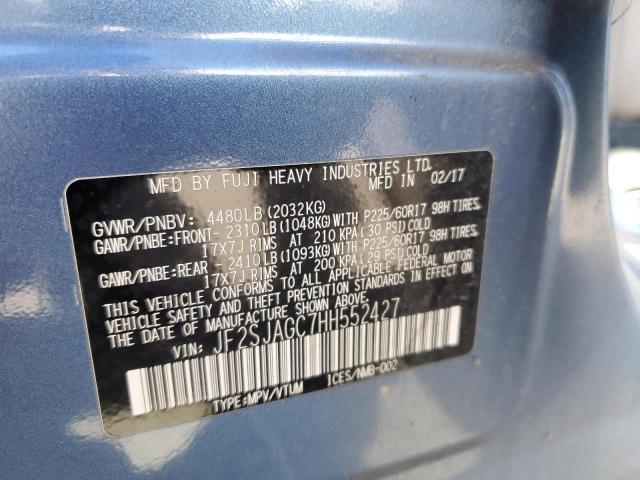 MFD BY FUJI HEAVY INDUSTRIES LTD.
MFD IN 02/17
GVWR/PNBV: 4480LB(2032KG)
GAWR/PNBE:FRONT- 2310LB(1048KG)WITH P225/60R17 98H TIRES,
17X7J RIMS AT 210 KPA(30 PSI)COLD
GAWR/PNBE:REAR - 2410LB(1093KG)WITH P225/60R17 98H TIRES,
17X7J RIMS AT 200 KPA(29 PSI)COLD
THIS VEHICLE CONFORMS TO ALL APPLICABLE FEDERAL MOTOR
VEHICLE SAFETY AND THEFT PREVENTION STANDARDS IN EFFECT ON THE
DATE OF MANUFACTURE SHOWN ABOVE.
VIN: JF2SJAGC7HH552427
TYPE:MPV/VTUM ICES/NMB-002